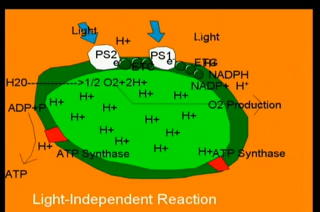 Light
H+
Light
PS2
PS1
e
e
ETC
NADPH
H20------------>1/2 O2+2H+
NADP+ H+
H+
H+
H+
H+
O2 Production
ADP+P
H+
H+
H+
H+
H+
H+
H+
H+
H+
ATP Synthase
H+
ATP Synthase
ATP
Light-Independent Reaction